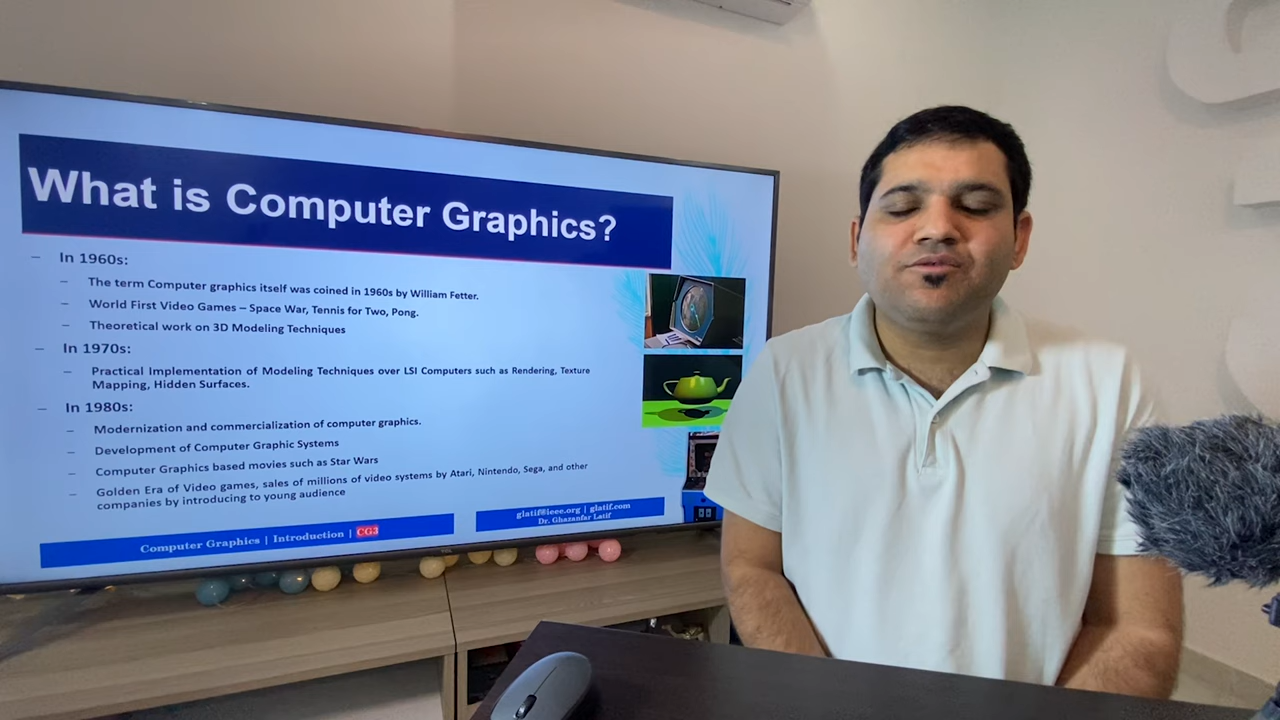 What is Computer Graphics?
– In 1960s:
– The term Computer graphics itself was coined in 1960s by William Fetter.
– World First Video Games – Space War, Tennis for Two, Pong.
– Theoretical work on 3D Modeling Techniques
– In 1970s:
– Practical Implementation of Modeling Techniques over LSI Computers such as Rendering, Texture
Mapping, Hidden Surfaces.
– In 1980s:
– Modernization and commercialization of computer graphics.
– Development of Computer Graphic Systems
– Computer Graphics based movies such as Star Wars
– Golden Era of Video games, sales of millions of video systems by Atari, Nintendo, Sega, and other
companies by introducing to young audience
Computer Graphics | Introduction | CG3
glatif@ieee.org | glatif.com
Dr. Ghazanfar Latif
TCL